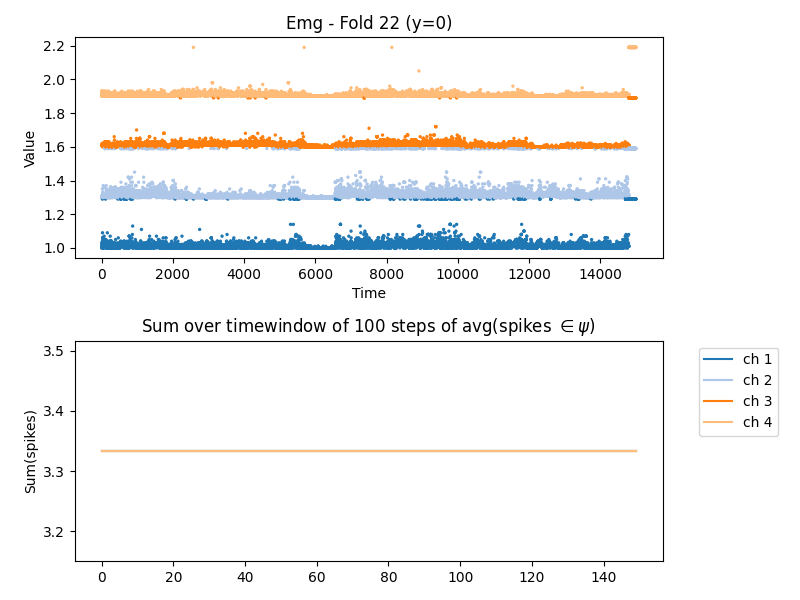 Emg - Fold 22 (y=0)
2.2
2.0
1.8
1.6
1.4
1.2
1.0
Value
0 2000 4000 6000 8000 10000 12000 14000
Time
Sum over timewindow of 100 steps of avg(spikes ∈ψ)
3.5
3.4
3.3
3.2
Sum(spikes)
0 20 40 60 80 100 120 140
ch 1
ch 2
ch 3
ch 4